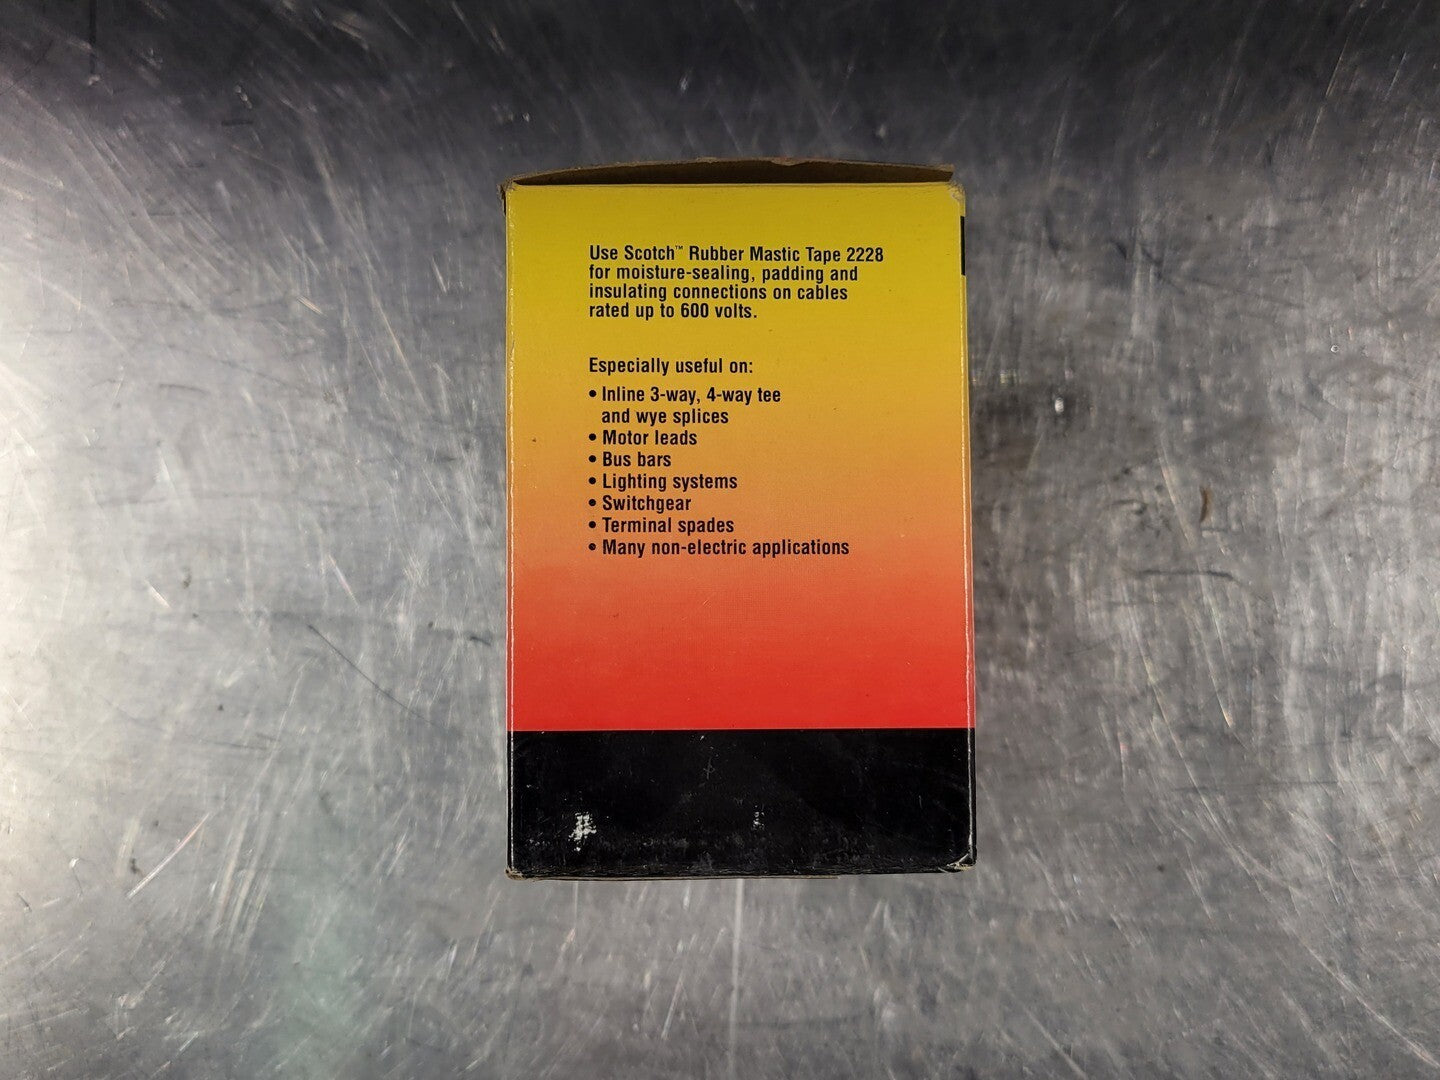 Use Scotch™ Rubber Mastic Tape 2228
for moisture-sealing, padding and
insulating connections on cables
rated up to 600 volts.
Especially useful on:
• Inline 3-way, 4-way tee
and wye splices
• Motor leads
• Bus bars
• Lighting systems
• Switchgear
• Terminal spades
• Many non-electric applications